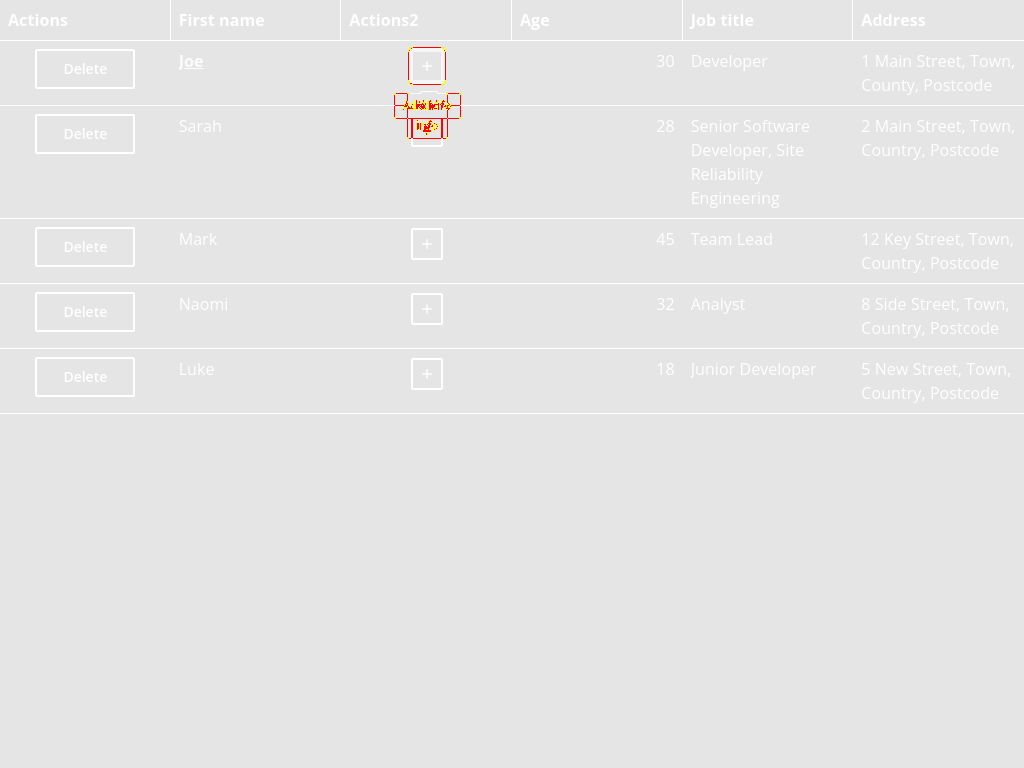 Actions First name Actions2 Age Job title Address
Delete Joe + 30 Developer 1 Main Street, Town,
County, Postcode
Delete Sarah 28 Senior Software 2 Main Street, Town,
Developer, Site Country, Postcode
Reliability
Engineering
Delete Mark + 45 Team Lead 12 Key Street, Town,
Country, Postcode
Delete Naomi + 32 Analyst 8 Side Street, Town,
Country, Postcode
Delete Luke + 18 Junior Developer 5 New Street, Town,
Country, Postcode